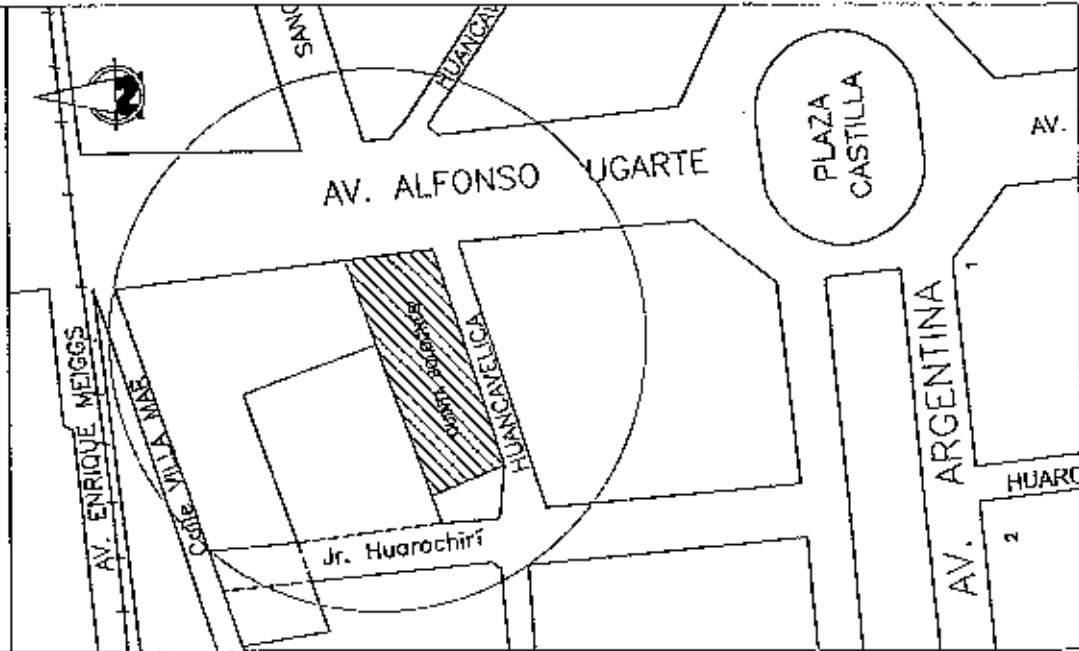 SANC
HUANCAV
N
AV. ALFONSO UGARTE
PLAZA
CASTILLA
AV.
AV. ENRIQUE MEIGGS
Calle VILLA MAR
HUANCAVELICA
Jr. Huarochirí
AV. ARGENTINA
1
HUARO
2